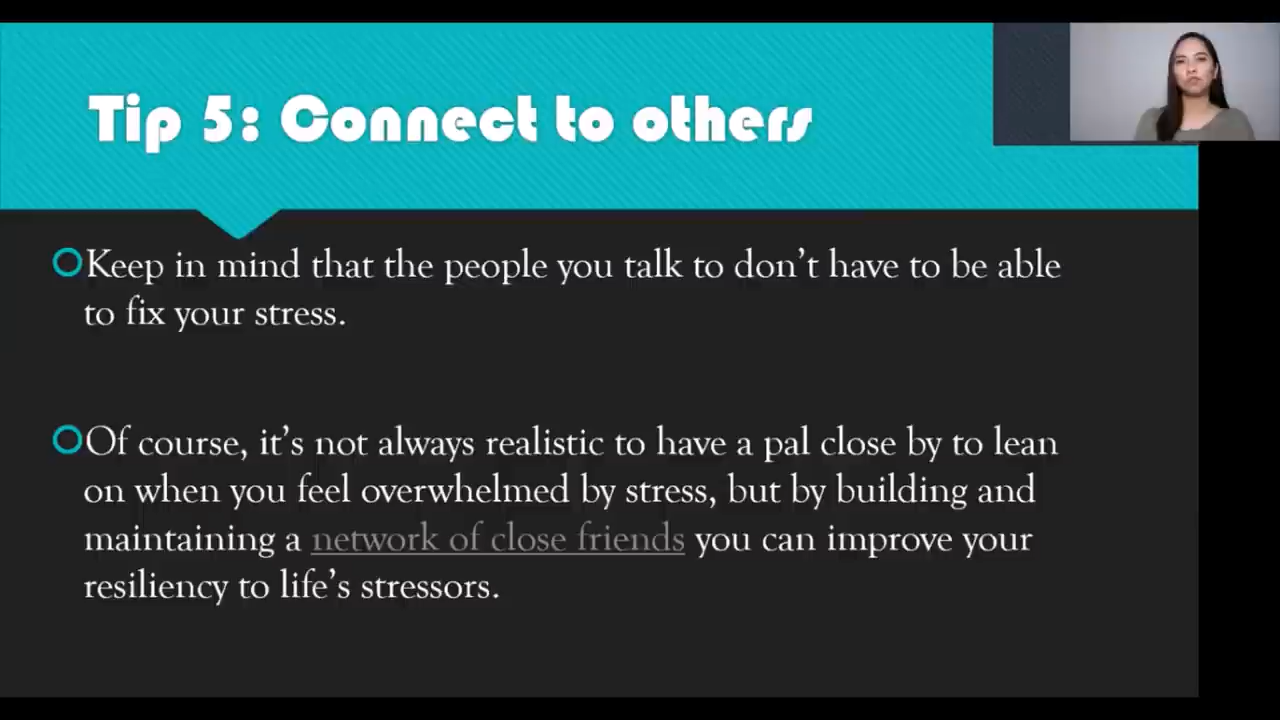 Tip 5: Connect to others
Keep in mind that the people you talk to don’t have to be able
to fix your stress.
Of course, it’s not always realistic to have a pal close by to lean
on when you feel overwhelmed by stress, but by building and
maintaining a network of close friends you can improve your
resiliency to life’s stressors.